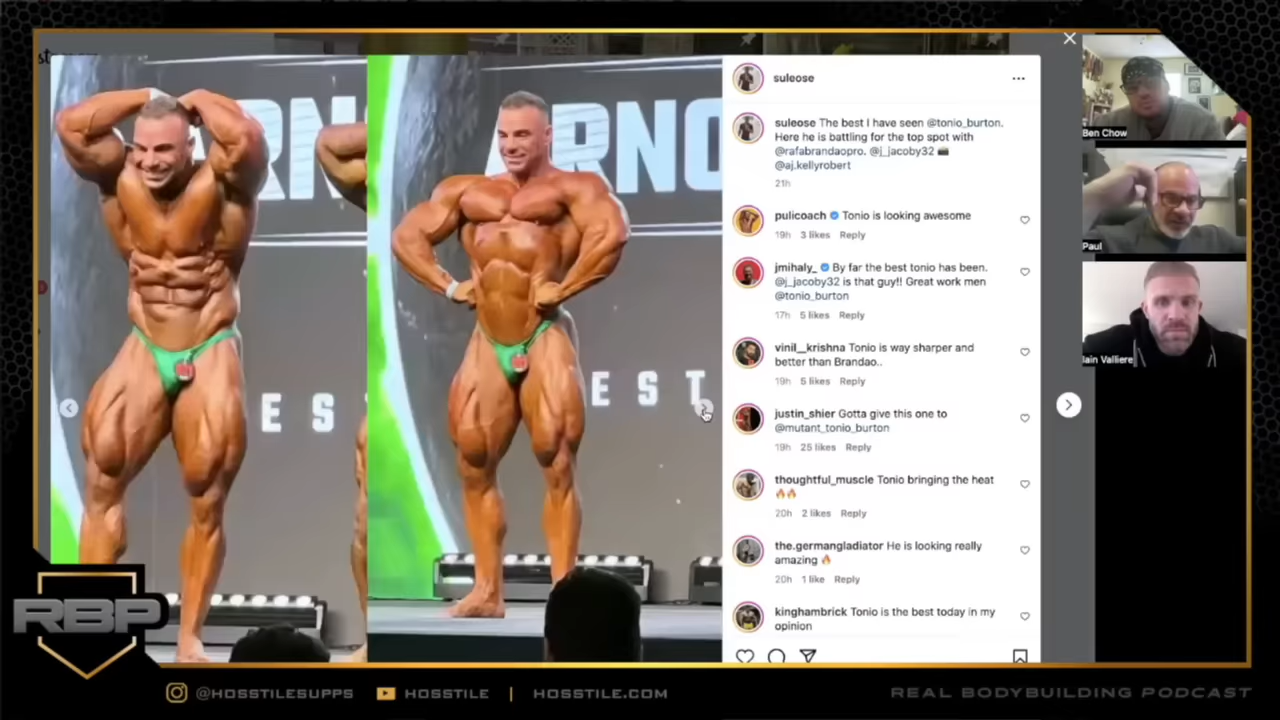 st
ARN
ES
ARNO
EST
suleose
suleose The best I have seen @tonio_burton.
Here he is battling for the top spot with
@rafabrandaopro. @j_jacoby32 📸
@aj.kellyrobert
21h
pulicoach Tonio is looking awesome
19h 3 likes Reply
jmihaly_ By far the best tonio has been.
@j_jacoby32 is that guy!! Great work men
@tonio_burton
17h 5 likes Reply
vinil__krishna Tonio is way sharper and
better than Brandao..
19h 5 likes Reply
justin_shier Gotta give this one to
@mutant_tonio_burton
19h 25 likes Reply
thoughtful_muscle Tonio bringing the heat
🔥🔥
20h 2 likes Reply
the.germangladiator He is looking really
amazing 🔥
20h 1 like Reply
kinghambrick Tonio is the best today in my
opinion
Ben Chow
Paul
Iain Valliere
RBP
@HOSSTILESUPPS HOSSTILE | HOSSTILE.COM
REAL BODYBUILDING PODCAST